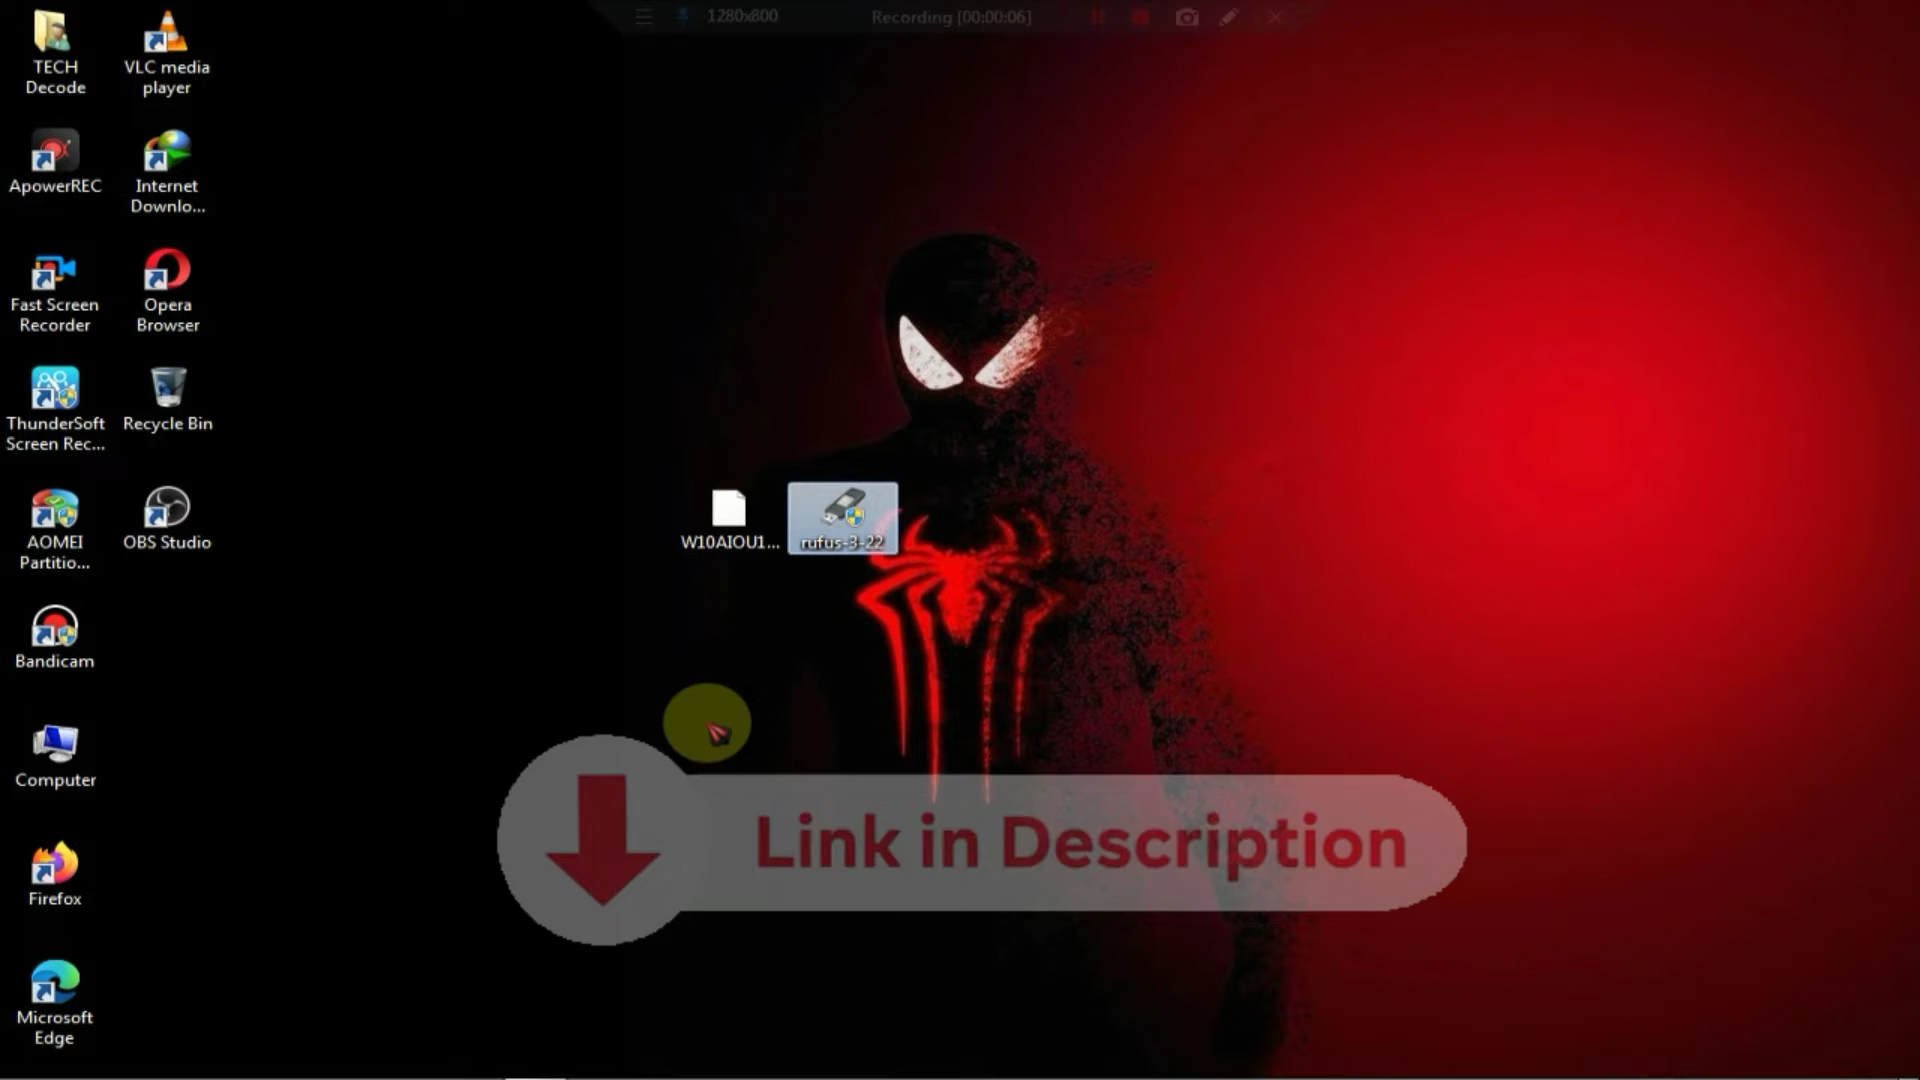 1280x800
Recording [00:00:06]
TECH
Decode
VLC media
player
ApowerREC
Internet
Downlo...
Fast Screen
Recorder
Opera
Browser
ThunderSoft
Screen Rec...
Recycle Bin
AOMEI
Partitio...
OBS Studio
W10AIOU1...
rufus-3-22
Bandicam
Computer
Link in Description
Firefox
Microsoft
Edge